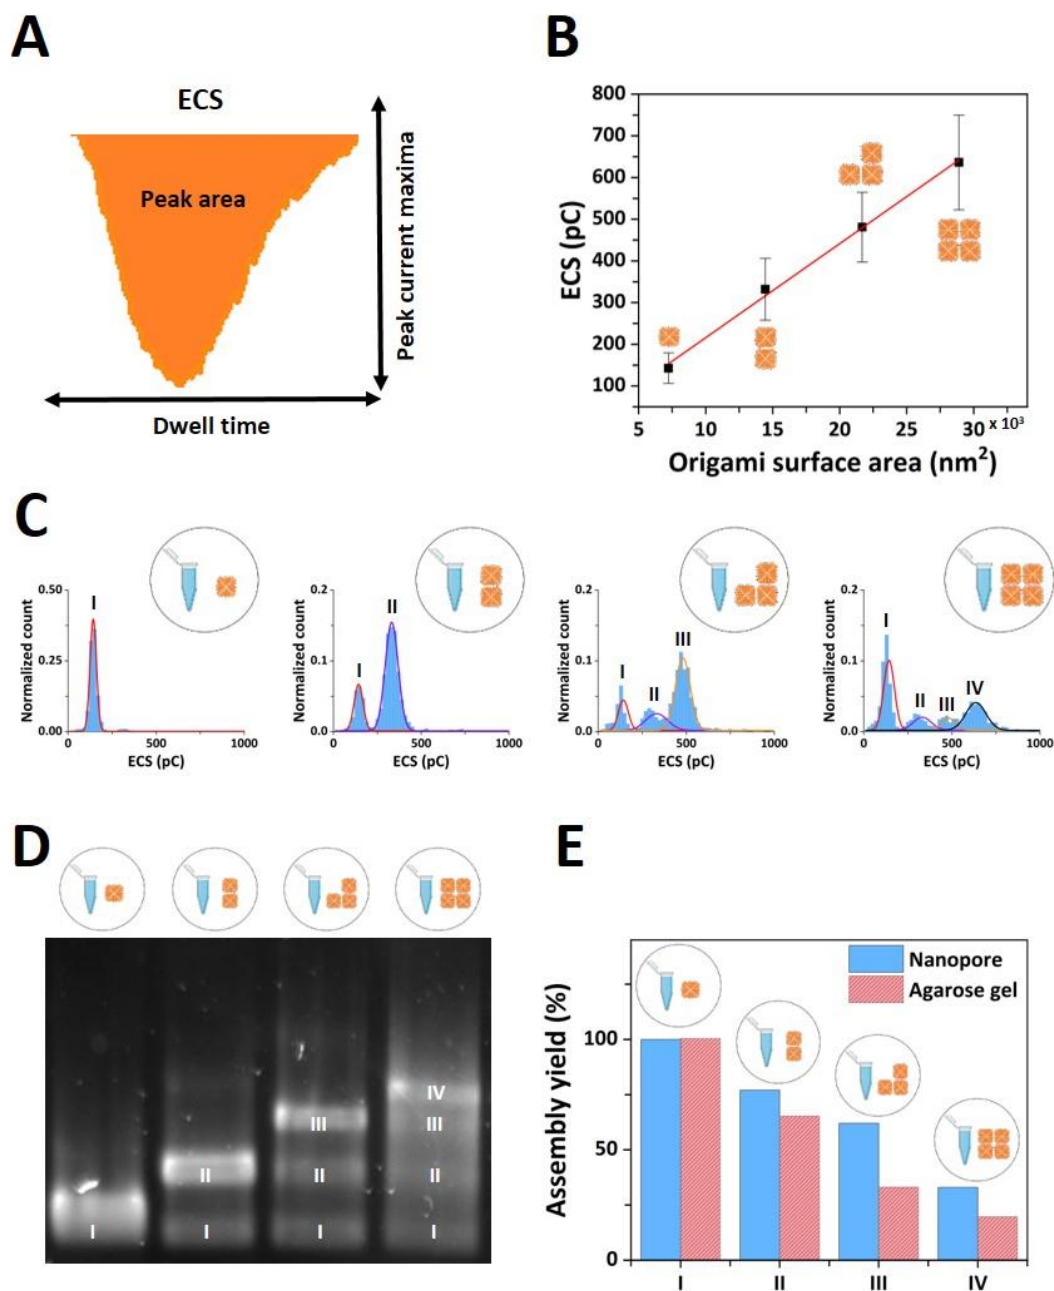 A
ECS
Peak area
Peak current maxima
Dwell time
B
800
700
600
500
400
300
200
100
ECS (pC)
5 10 15 20 25 30 x 10³
Origami surface area (nm²)
C
0.50
0.25
0.00
Normalized count
I
0 500 1000
ECS (pC)
0.2
0.1
0.0
Normalized count
I
II
0 500 1000
ECS (pC)
0.2
0.1
0.0
Normalized count
I
II
III
0 500 1000
ECS (pC)
0.2
0.1
0.0
Normalized count
I
II
III
IV
0 500 1000
ECS (pC)
D
I
II
I
III
II
I
IV
III
II
I
E
Nanopore
Agarose gel
100
50
0
Assembly yield (%)
I II III IV